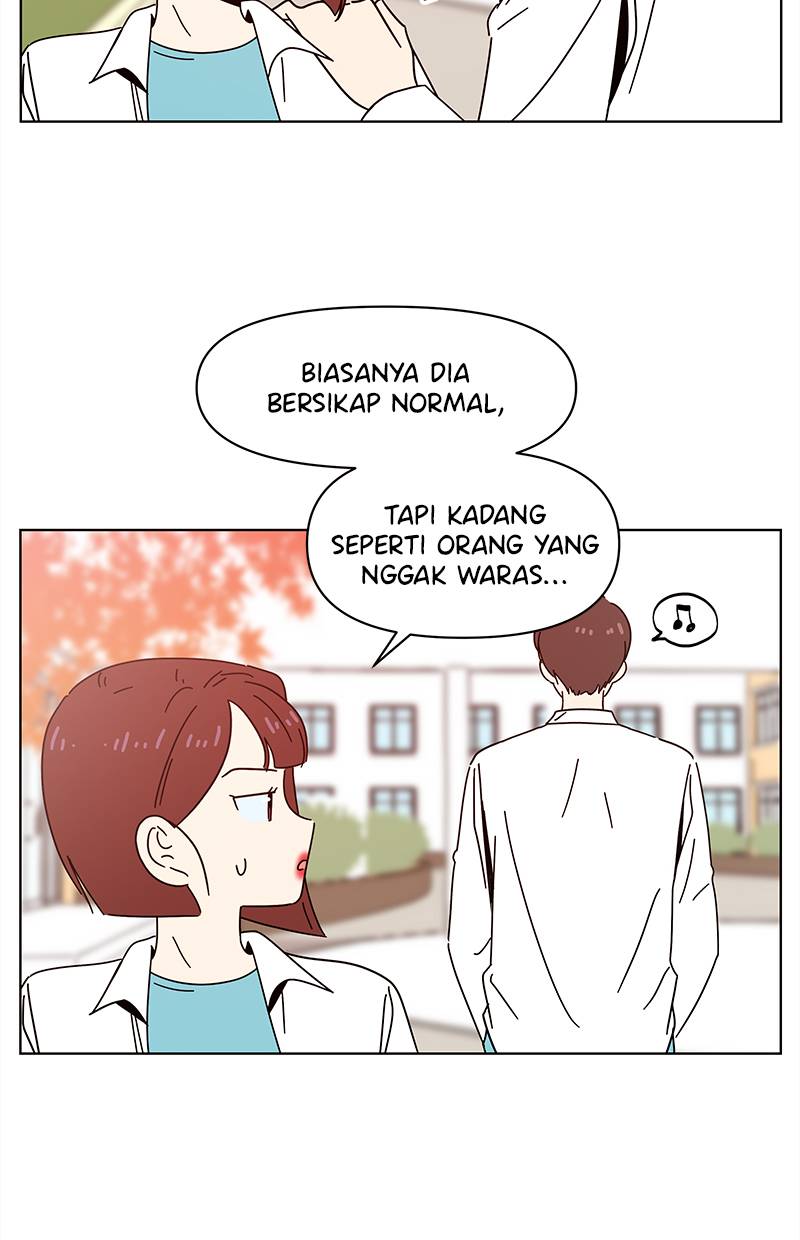 BIASANYA DIA
BERSIKAP NORMAL,
TAPI KADANG
SEPERTI ORANG YANG
NGGAK WARAS...